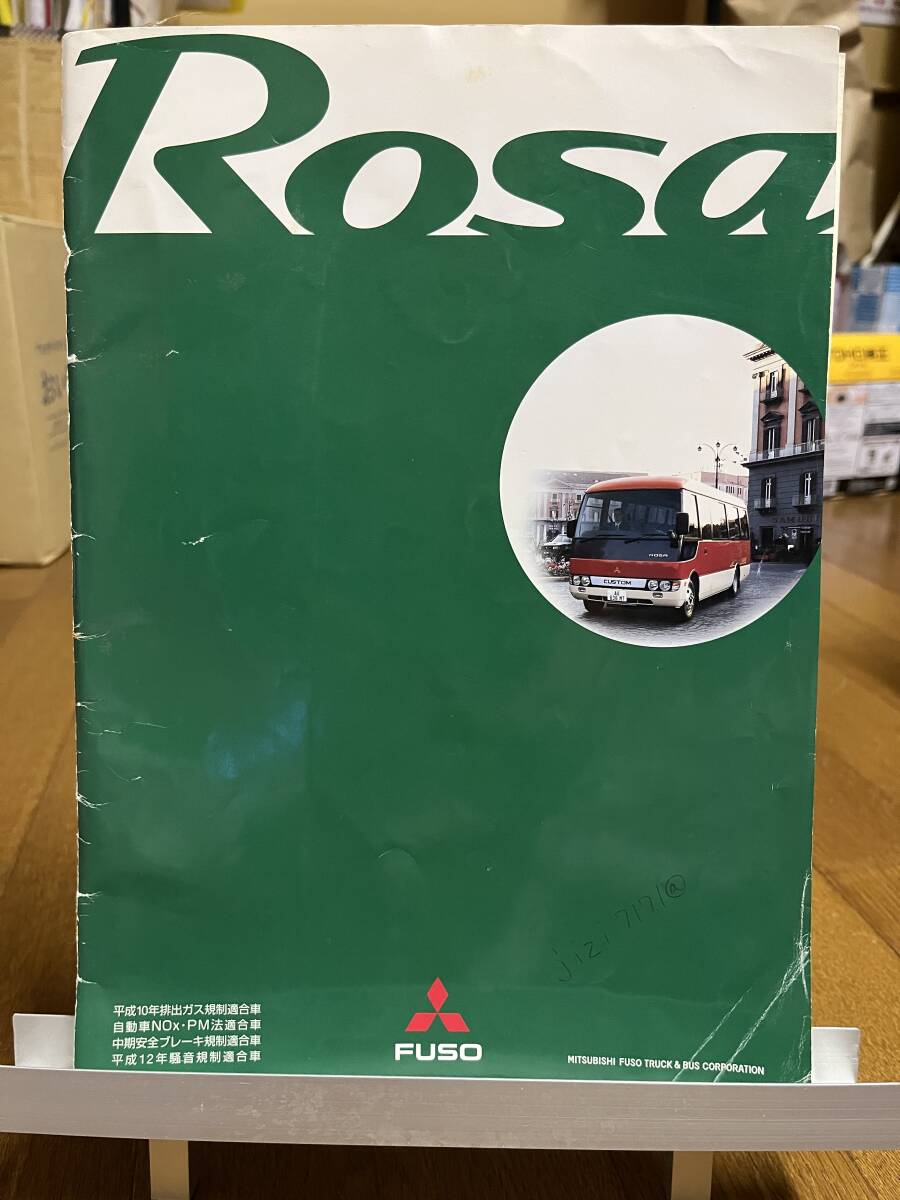 Rosa
ROSA
CUSTOM
jizi7171@
平成10年排出ガス規制適合車
自動車NOx・PM法適合車
中期安全ブレーキ規制適合車
平成12年騒音規制適合車
FUSO
MITSUBISHI FUSO TRUCK & BUS CORPORATION